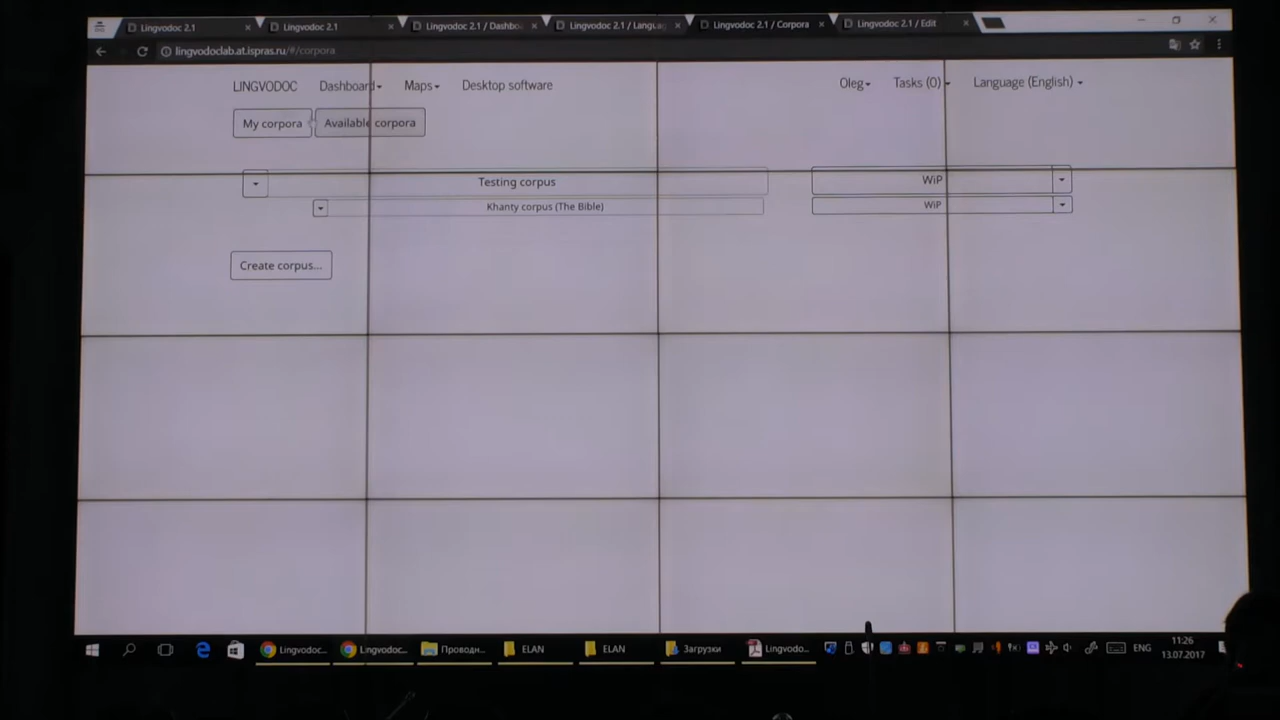 Lingvodoc 2.1
Lingvodoc 2.1
Lingvodoc 2.1 / Dashbo
Lingvodoc 2.1 / Langu
Lingvodoc 2.1 / Corpora
Lingvodoc 2.1 / Edit
lingvodoclab.at.ispras.ru/#/corpora
LINGVODOC Dashboard Maps Desktop software Oleg Tasks (0) Language (English)
My corpora Available corpora
Testing corpus WiP
Khanty corpus (The Bible) WiP
Create corpus...
Lingvodoc... Lingvodoc... Проводн... ELAN ELAN Загрузки Lingvodo... ENG 11:26
13.07.2017